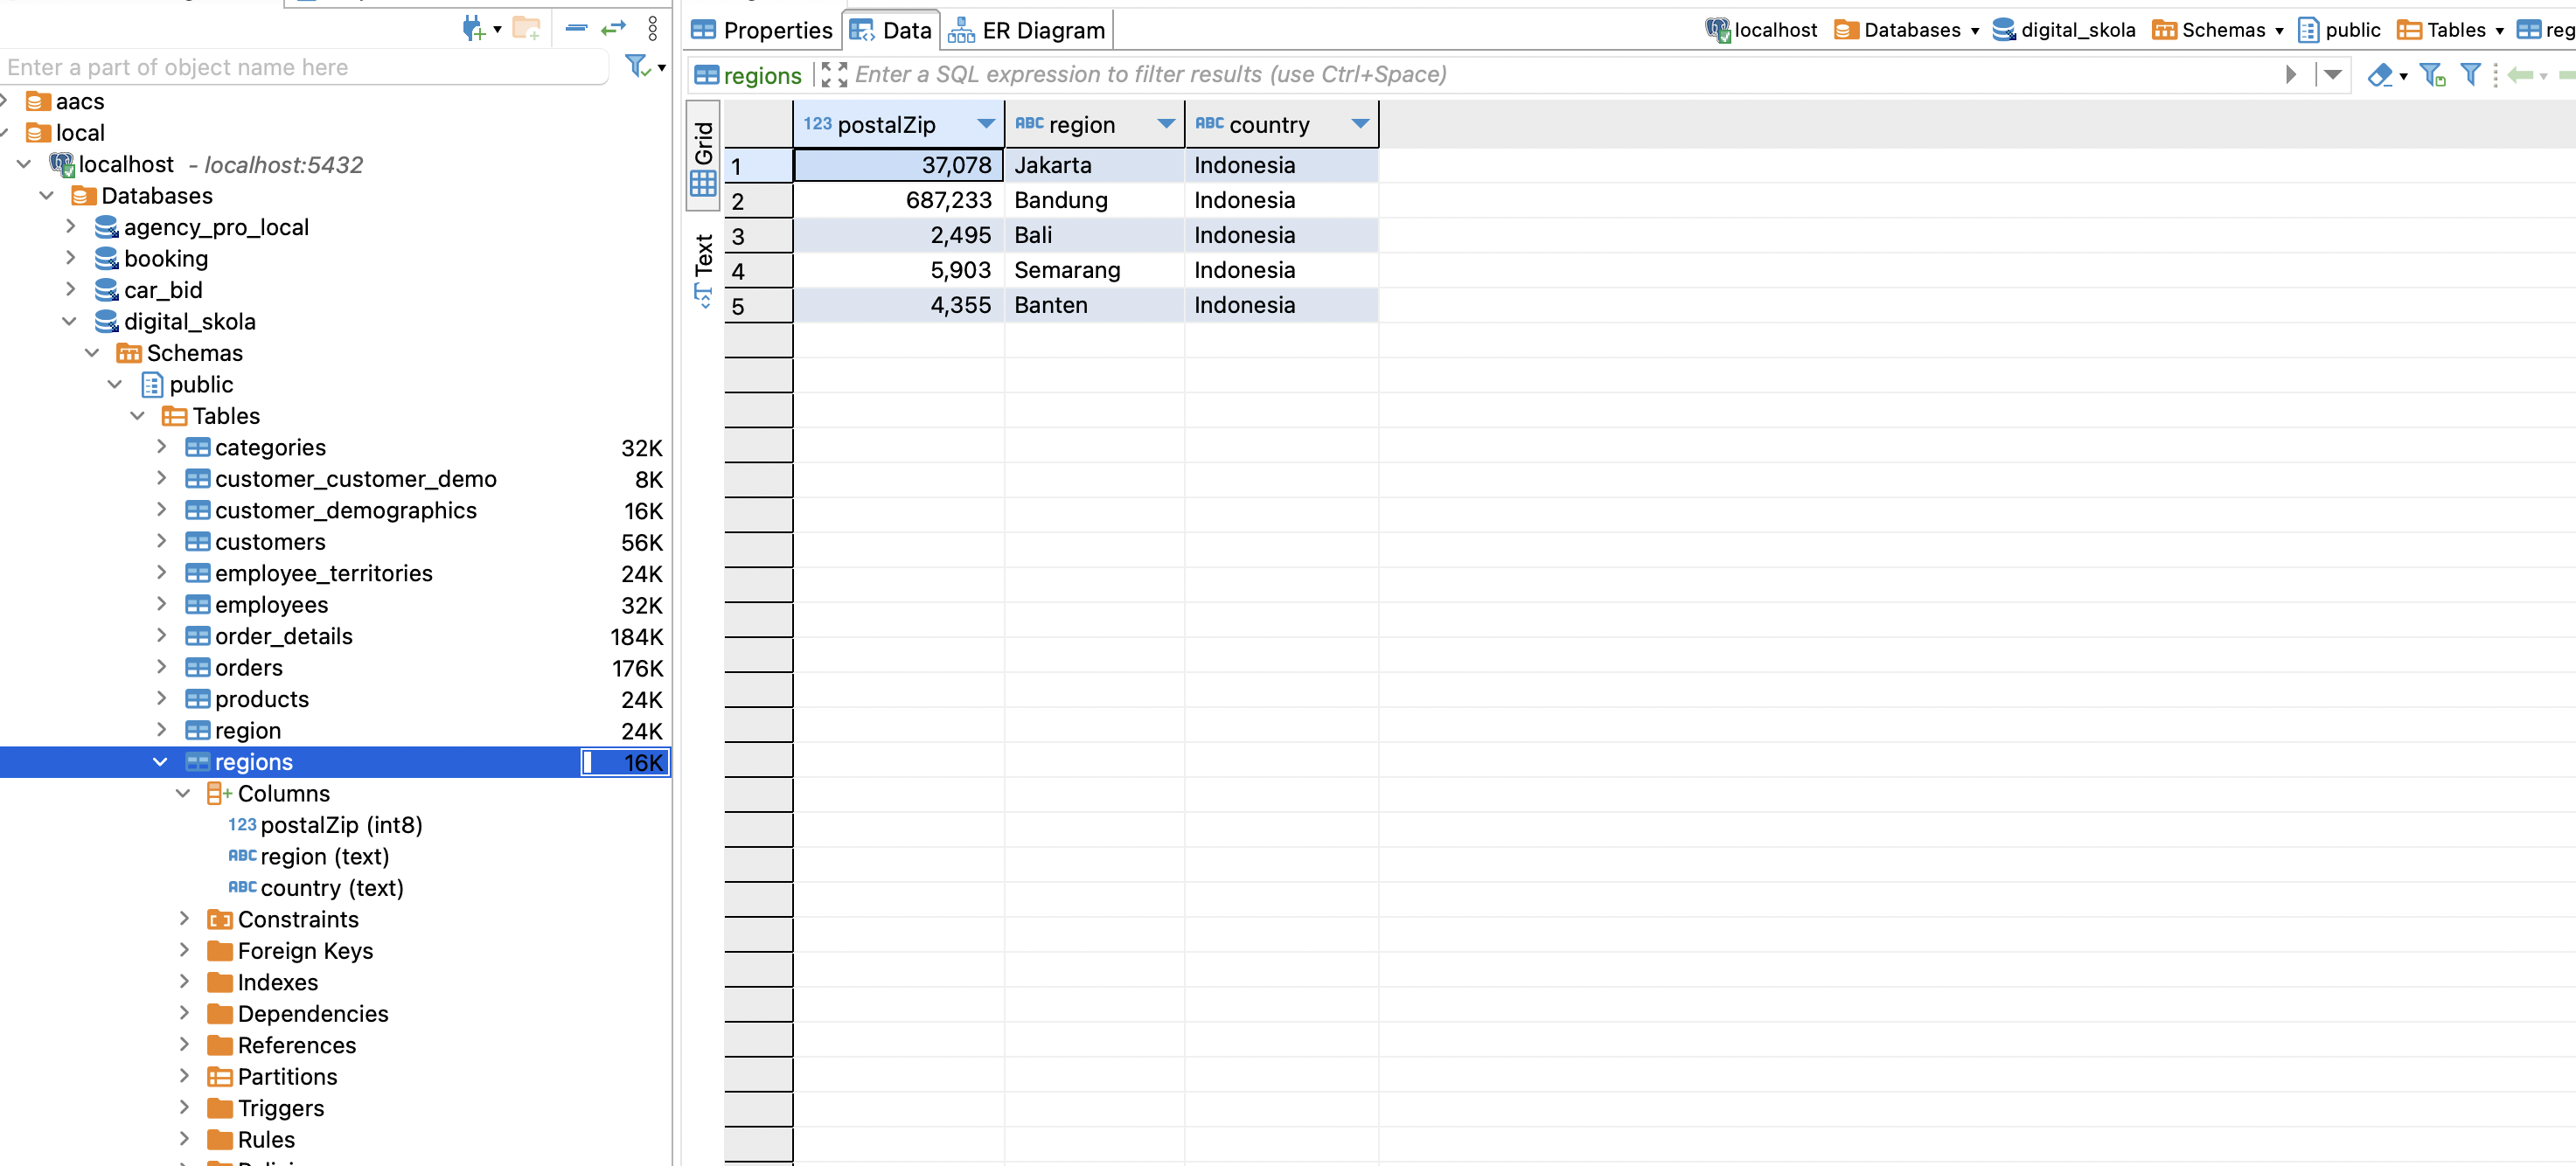 Enter a part of object name here
aacs
local
localhost - localhost:5432
Databases
agency_pro_local
booking
car_bid
digital_skola
Schemas
public
Tables
categories 32K
customer_customer_demo 8K
customer_demographics 16K
customers 56K
employee_territories 24K
employees 32K
order_details 184K
orders 176K
products 24K
region 24K
regions 16K
Columns
123 postalZip (int8)
ABC region (text)
ABC country (text)
Constraints
Foreign Keys
Indexes
Dependencies
References
Partitions
Triggers
Rules
Properties Data ER Diagram localhost Databases digital_skola Schemas public Tables reg
regions Enter a SQL expression to filter results (use Ctrl+Space)
Grid
Text
123 postalZip ABC region ABC country
1 37,078 Jakarta Indonesia
2 687,233 Bandung Indonesia
3 2,495 Bali Indonesia
4 5,903 Semarang Indonesia
5 4,355 Banten Indonesia